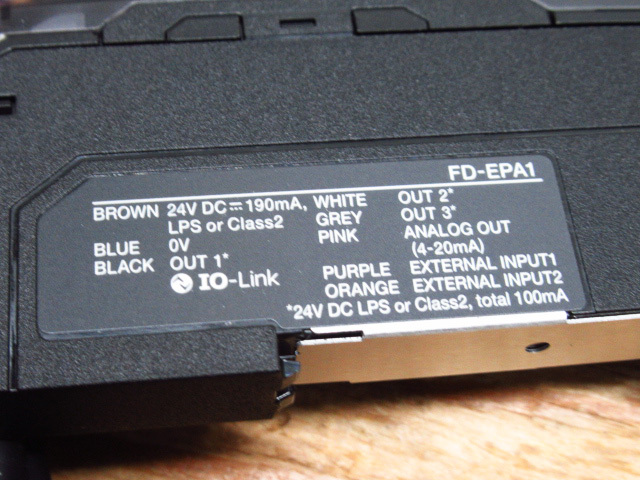 FD-EPA1
BROWN 24V DC⎓190mA,
LPS or Class2
BLUE 0V
BLACK OUT 1*
IO-Link
WHITE OUT 2*
GREY OUT 3*
PINK ANALOG OUT
(4-20mA)
PURPLE EXTERNAL INPUT1
ORANGE EXTERNAL INPUT2
*24V DC LPS or Class2, total 100mA